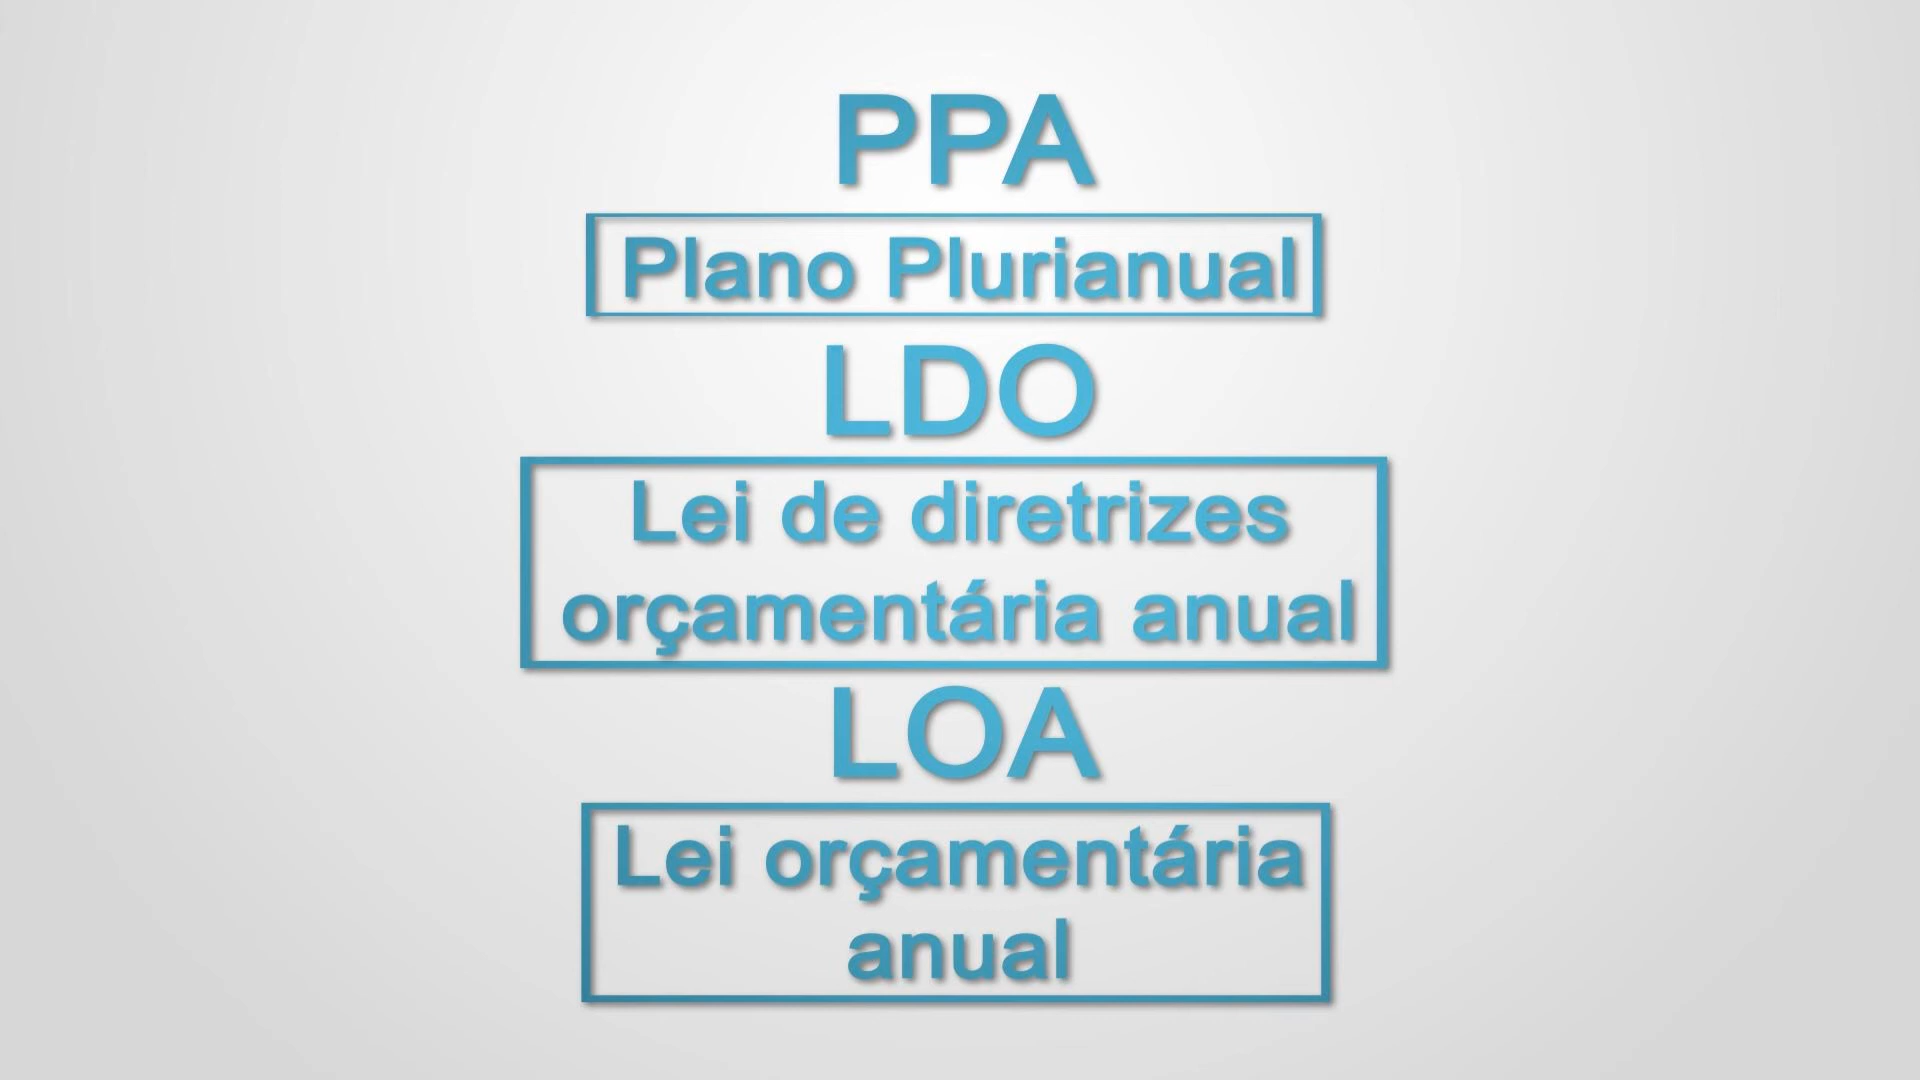 PPA
Plano Plurianual
LDO
Lei de diretrizes
orçamentária anual
LOA
Lei orçamentária
anual